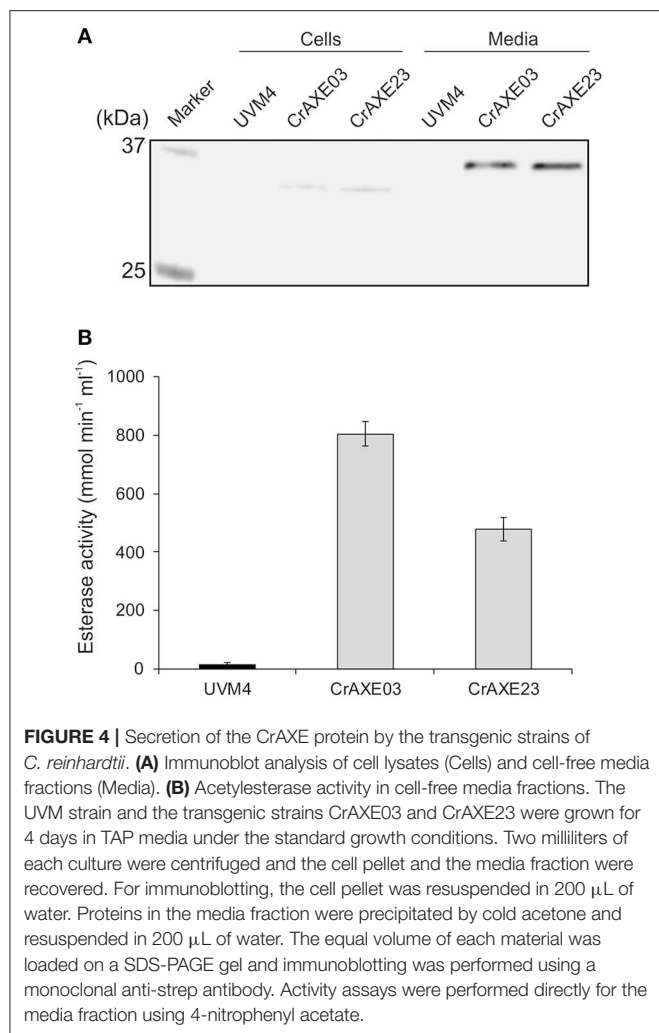 A
Cells Media
(kDa) Marker UVM4 CrAXE03 CrAXE23 UVM4 CrAXE03 CrAXE23
37
25
B
Esterase activity (mmol min⁻¹ ml⁻¹)
1000
800
600
400
200
0
UVM4 CrAXE03 CrAXE23
FIGURE 4 | Secretion of the CrAXE protein by the transgenic strains of
C. reinhardtii. (A) Immunoblot analysis of cell lysates (Cells) and cell-free media
fractions (Media). (B) Acetylesterase activity in cell-free media fractions. The
UVM strain and the transgenic strains CrAXE03 and CrAXE23 were grown for
4 days in TAP media under the standard growth conditions. Two milliliters of
each culture were centrifuged and the cell pellet and the media fraction were
recovered. For immunoblotting, the cell pellet was resuspended in 200 μL of
water. Proteins in the media fraction were precipitated by cold acetone and
resuspended in 200 μL of water. The equal volume of each material was
loaded on a SDS-PAGE gel and immunoblotting was performed using a
monoclonal anti-strep antibody. Activity assays were performed directly for the
media fraction using 4-nitrophenyl acetate.